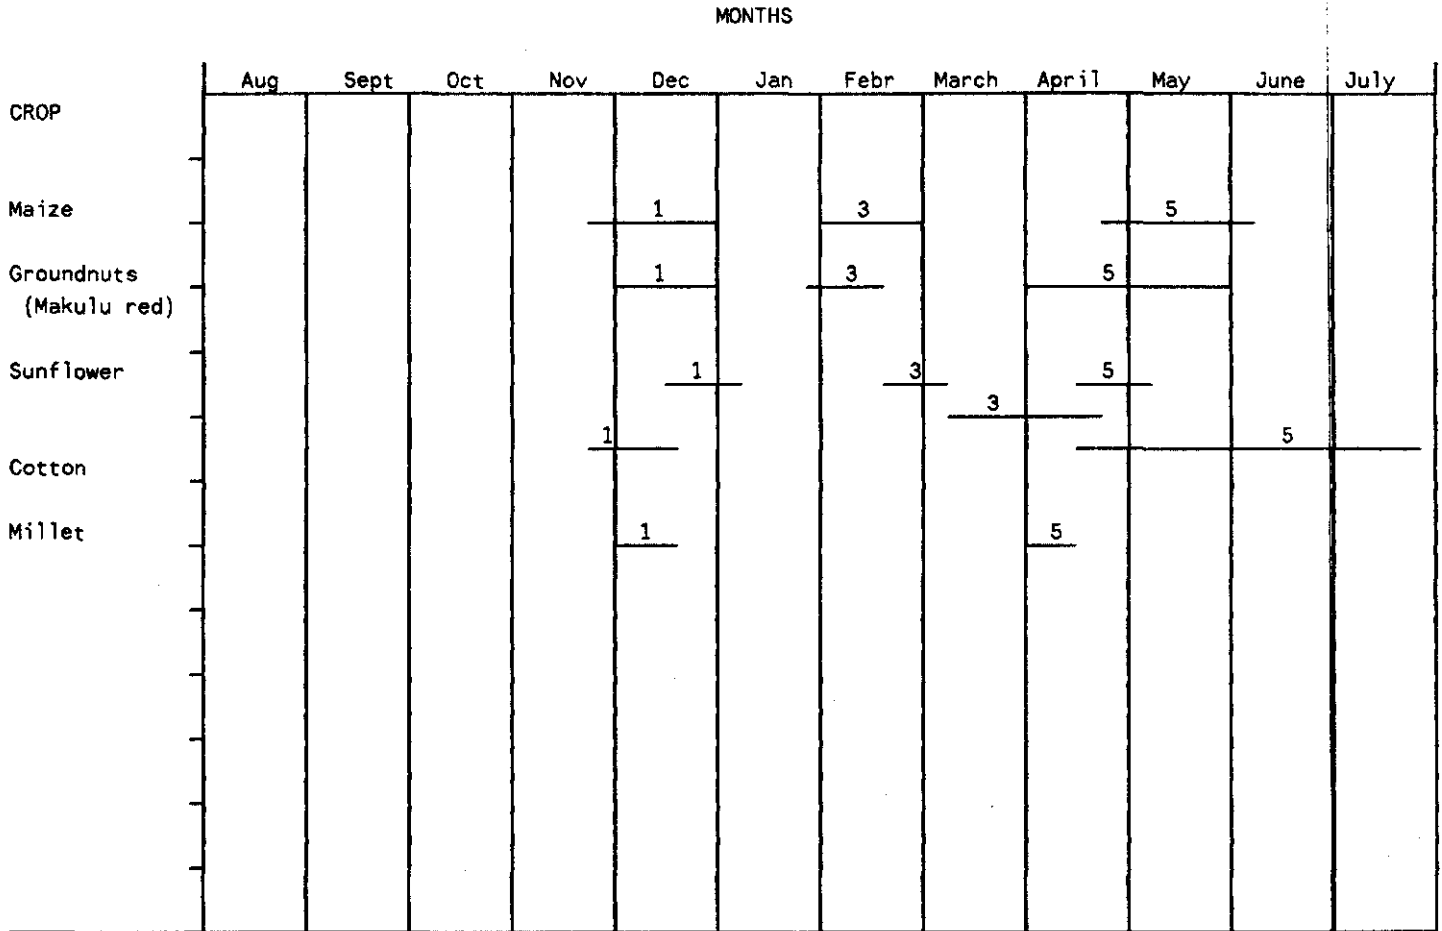 MONTHS
Aug Sept Oct Nov Dec Jan Febr March April May June July
CROP
Maize 1 3 5
Groundnuts 1 3 5
(Makulu red)
Sunflower 1 3 5
3
1 5
Cotton
Millet 1 5